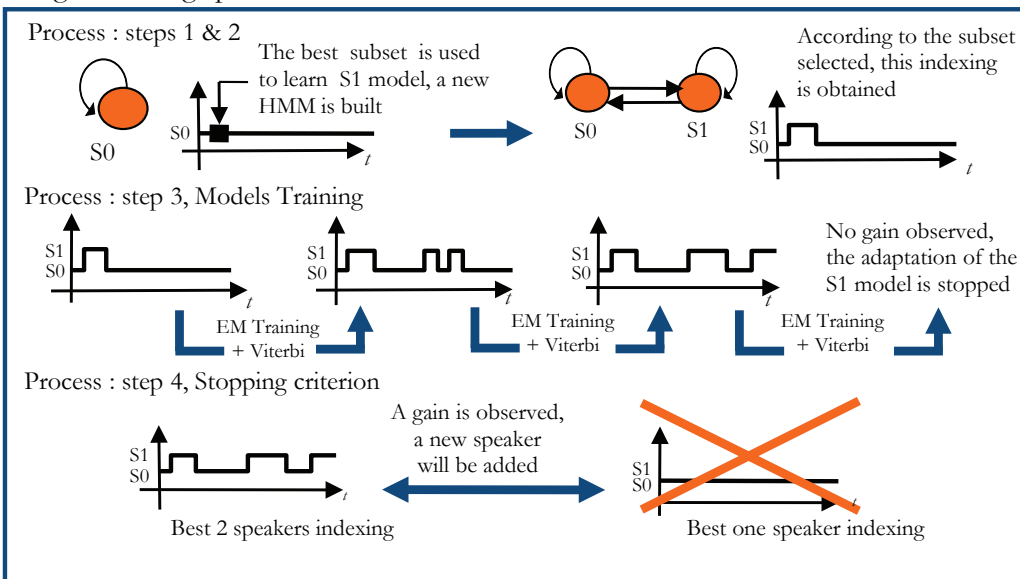 Process : steps 1 & 2
The best subset is used
to learn S1 model, a new
HMM is built
S0
S0
t
S0
S1
According to the subset
selected, this indexing
is obtained
S1
S0
t
Process : step 3, Models Training
S1
S0
t
S1
S0
t
S1
S0
t
No gain observed,
the adaptation of the
S1 model is stopped
EM Training
+ Viterbi
EM Training
+ Viterbi
EM Training
+ Viterbi
Process : step 4, Stopping criterion
A gain is observed,
a new speaker
will be added
S1
S0
t
Best 2 speakers indexing
S1
S0
t
Best one speaker indexing